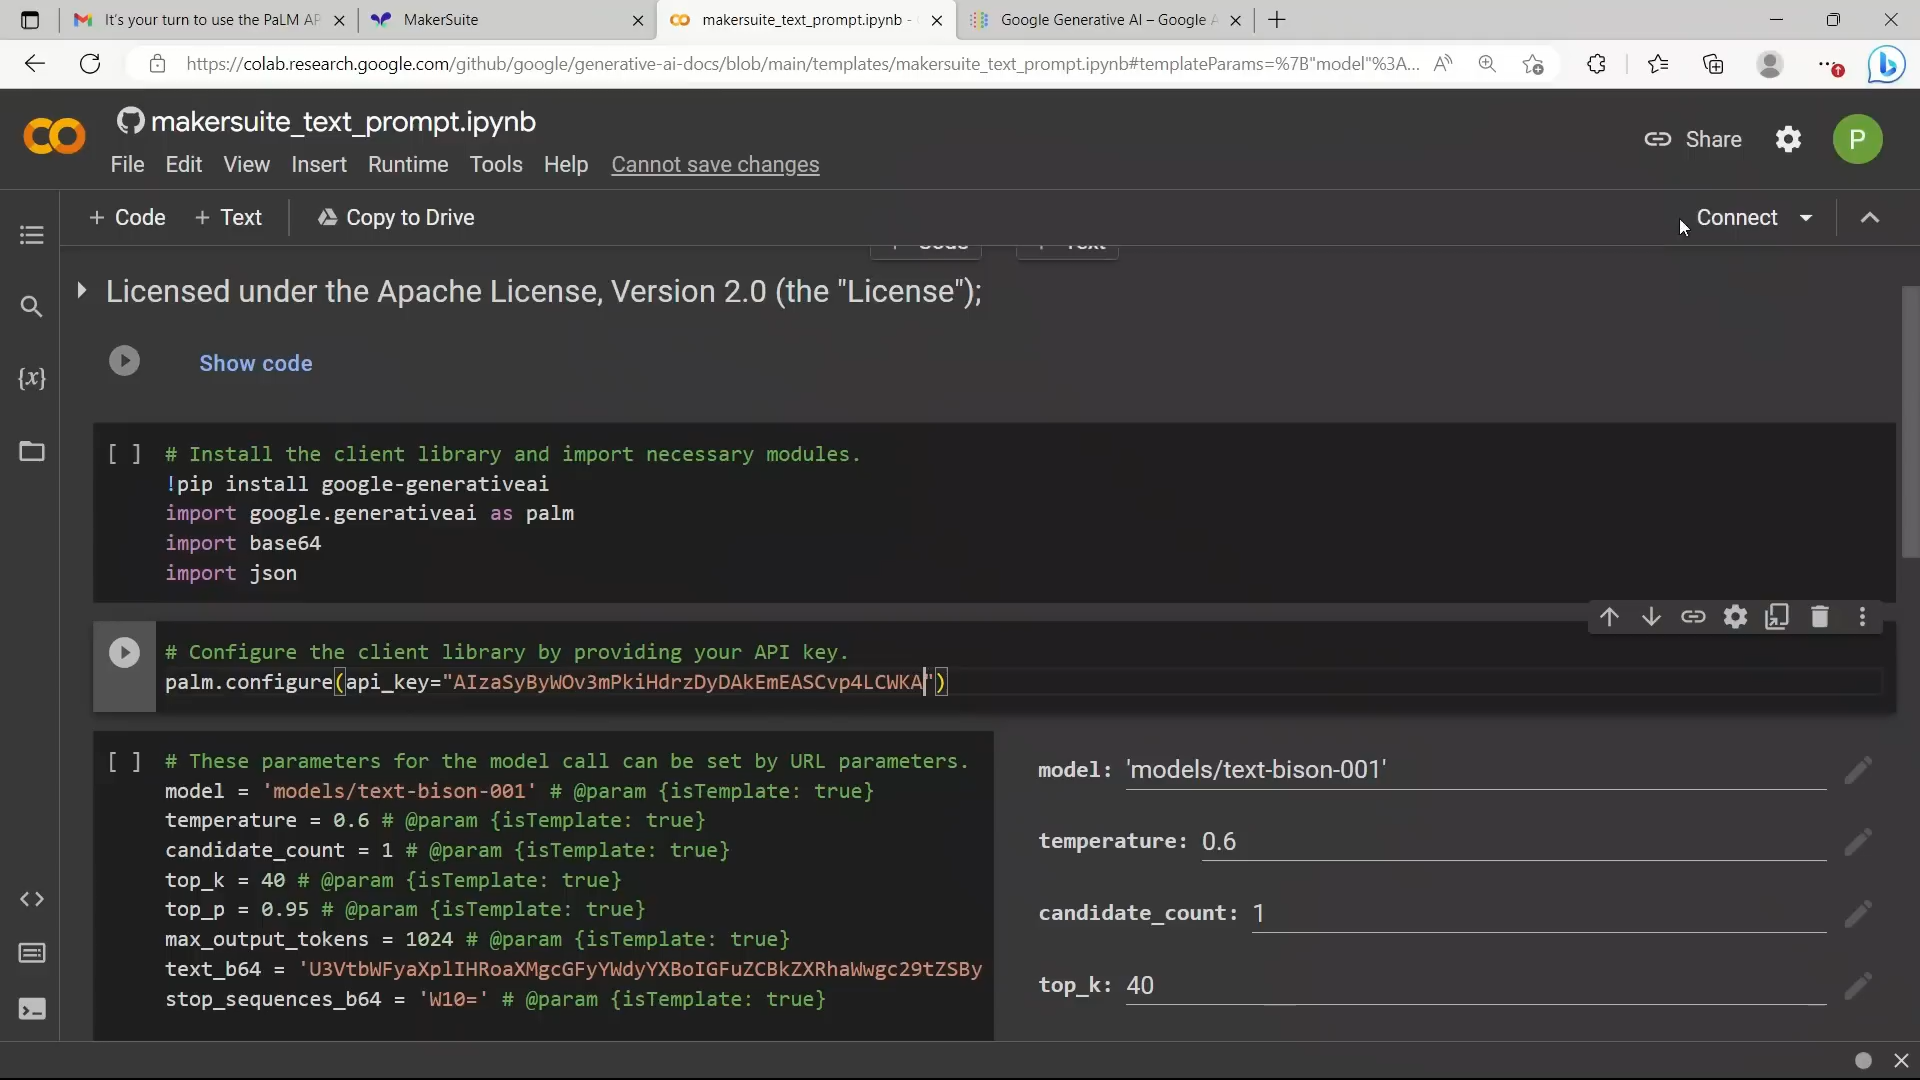 It's your turn to use the PaLM AP
MakerSuite
makersuite_text_prompt.ipynb -
Google Generative AI – Google A
https://colab.research.google.com/github/google/generative-ai-docs/blob/main/templates/makersuite_text_prompt.ipynb#templateParams=%7B"model"%3A...
makersuite_text_prompt.ipynb
Share
P
File Edit View Insert Runtime Tools Help Cannot save changes
+ Code + Text Copy to Drive Connect
+ Code + Text
Licensed under the Apache License, Version 2.0 (the "License");
Show code
[ ] # Install the client library and import necessary modules.
!pip install google-generativeai
import google.generativeai as palm
import base64
import json
# Configure the client library by providing your API key.
palm.configure(api_key="AIzaSyByWOv3mPkiHdrzDyDAkEmEASCvp4LCWKA")
[ ] # These parameters for the model call can be set by URL parameters.
model = 'models/text-bison-001' # @param {isTemplate: true}
temperature = 0.6 # @param {isTemplate: true}
candidate_count = 1 # @param {isTemplate: true}
top_k = 40 # @param {isTemplate: true}
top_p = 0.95 # @param {isTemplate: true}
max_output_tokens = 1024 # @param {isTemplate: true}
text_b64 = 'U3VtbWFyaXplIHRoaXMgcGFyYWdyYXBoIGFuZCBkZXRhaWwgc29tZSBy
stop_sequences_b64 = 'W10=' # @param {isTemplate: true}
model: 'models/text-bison-001'
temperature: 0.6
candidate_count: 1
top_k: 40